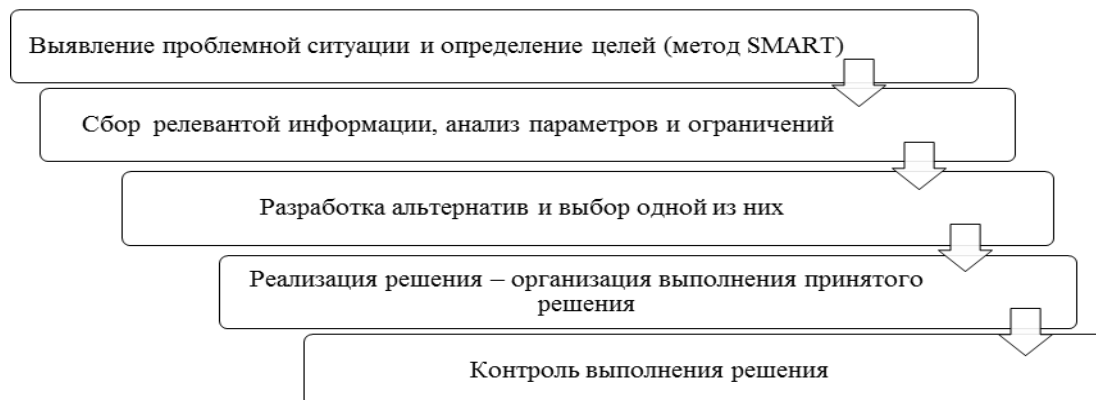 Выявление проблемной ситуации и определение целей (метод SMART)
Сбор релевантой информации, анализ параметров и ограничений
Разработка альтернатив и выбор одной из них
Реализация решения – организация выполнения принятого
решения
Контроль выполнения решения